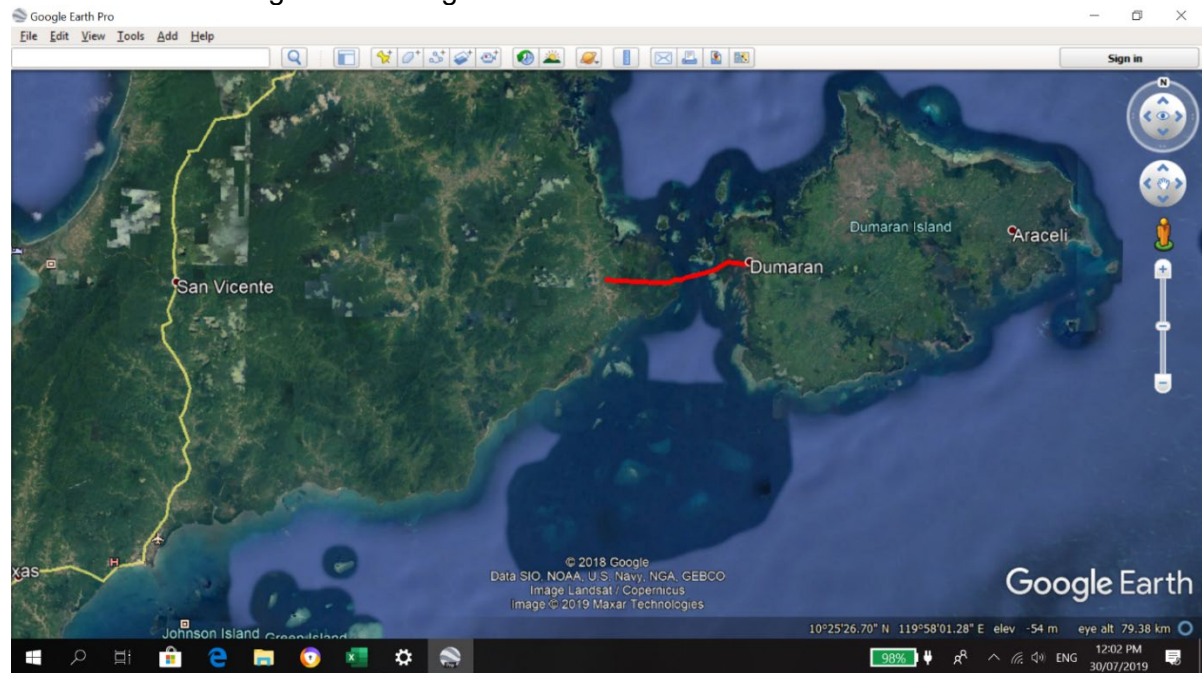 Google Earth Pro
File Edit View Tools Add Help
Sign in
N
Dumaran Island
Araceli
Dumaran
San Vicente
xas
H
© 2018 Google
Data SIO, NOAA, U.S. Navy, NGA, GEBCO
Image Landsat / Copernicus
Image © 2019 Maxar Technologies
Google Earth
Johnson Island Green Island
10°25'26.70" N 119°58'01.28" E elev -54 m eye alt 79.38 km
98% ENG 12:02 PM
30/07/2019